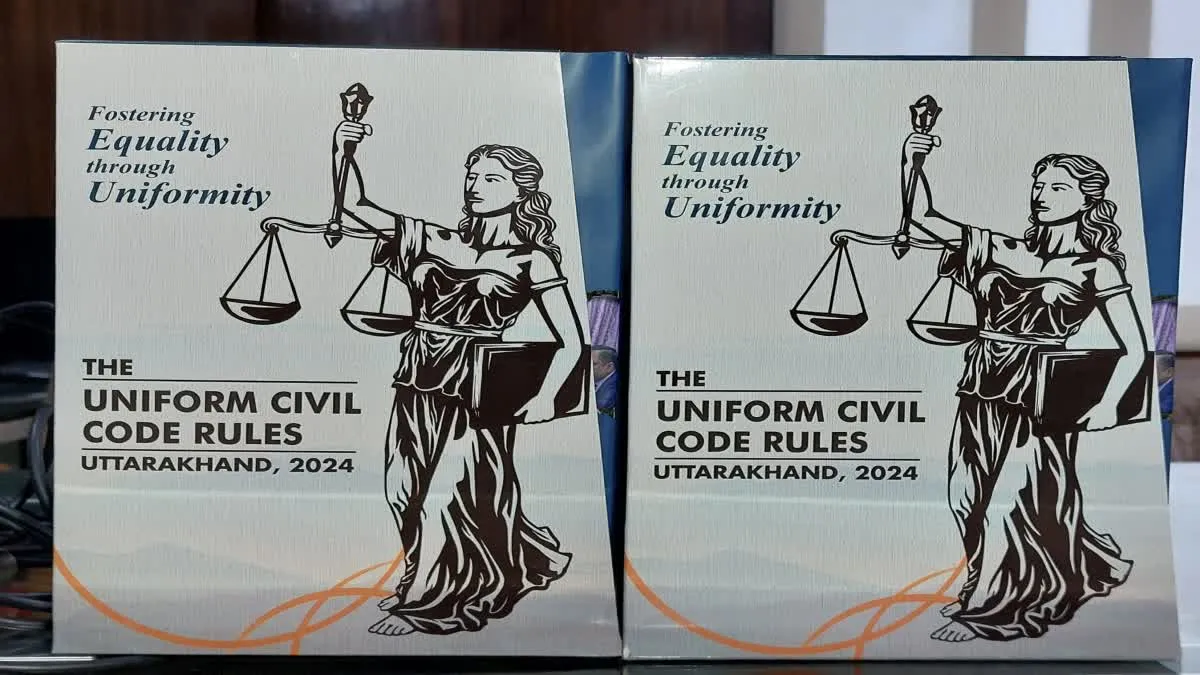 Fostering
Equality
through
Uniformity
THE
UNIFORM CIVIL
CODE RULES
UTTARAKHAND, 2024
Fostering
Equality
through
Uniformity
THE
UNIFORM CIVIL
CODE RULES
UTTARAKHAND, 2024